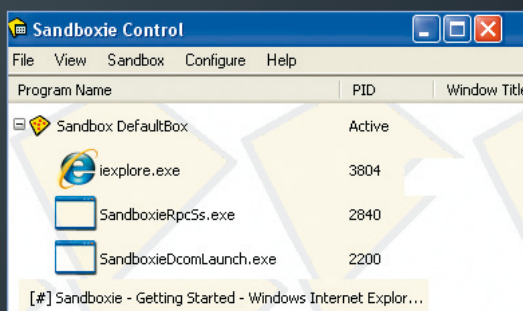 Sandboxie Control
File View Sandbox Configure Help
Program Name PID Window Title
Sandbox DefaultBox Active
iexplore.exe 3804
SandboxieRpcSs.exe 2840
SandboxieDcomLaunch.exe 2200
[#] Sandboxie - Getting Started - Windows Internet Explor...